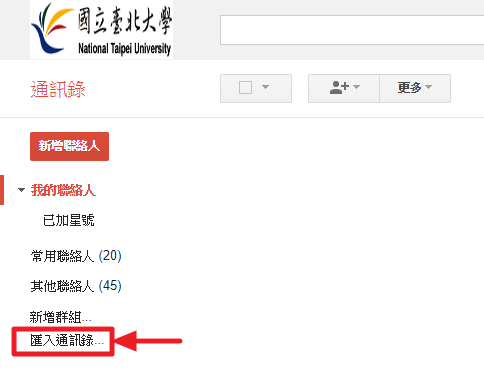 國立臺北大學
National Taipei University
通訊錄
更多
新增聯絡人
我的聯絡人
已加星號
常用聯絡人 (20)
其他聯絡人 (45)
新增群組...
匯入通訊錄...